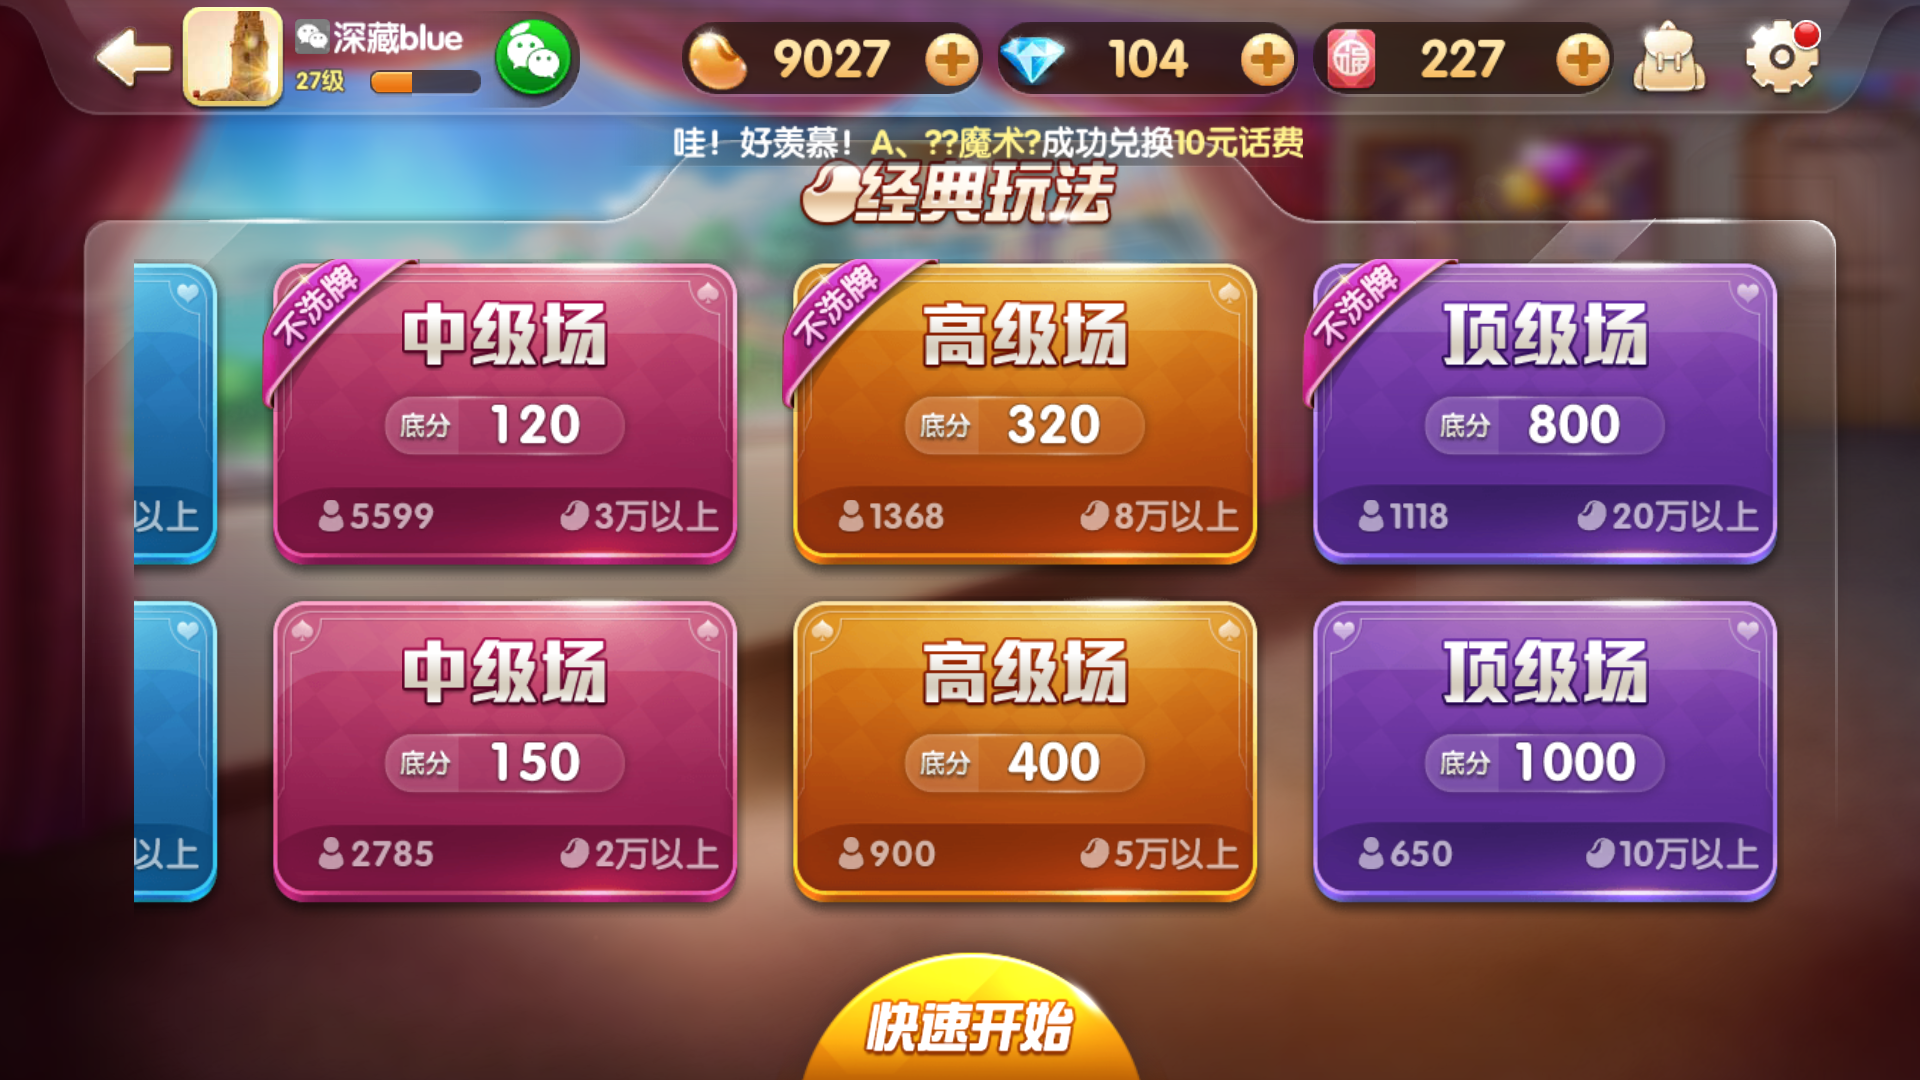 深藏blue
27级
9027
104
227
哇！好羡慕！A、??魔术?成功兑换10元话费
经典玩法
不洗牌
中级场
底分 120
5599 3万以上
不洗牌
高级场
底分 320
1368 8万以上
不洗牌
顶级场
底分 800
1118 20万以上
以上
中级场
底分 150
2785 2万以上
高级场
底分 400
900 5万以上
顶级场
底分 1000
650 10万以上
以上
快速开始